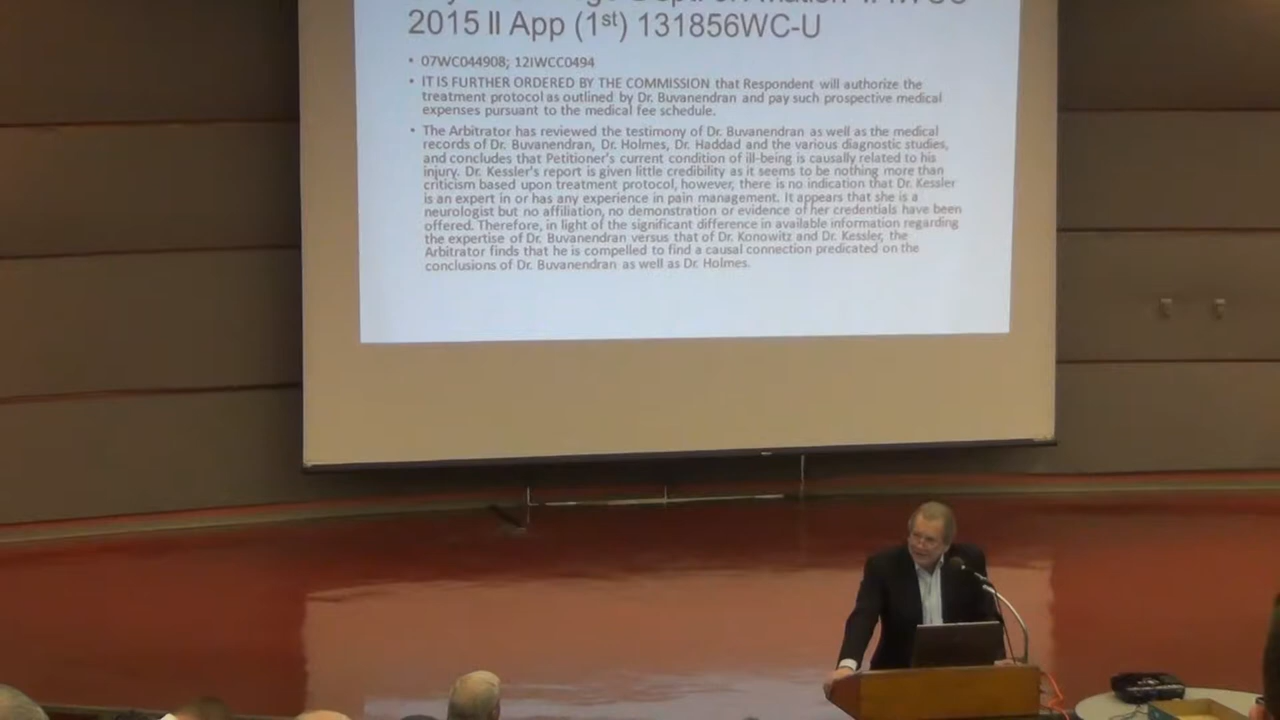 2015 II App (1st) 131856WC-U
• 07WC044908; 12IWCC0494
• IT IS FURTHER ORDERED BY THE COMMISSION that Respondent will authorize the
treatment protocol as outlined by Dr. Buvanendran and pay such prospective medical
expenses pursuant to the medical fee schedule.
• The Arbitrator has reviewed the testimony of Dr. Buvanendran as well as the medical
records of Dr. Buvanendran, Dr. Holmes, Dr. Haddad and the various diagnostic studies,
and concludes that Petitioner's current condition of ill-being is causally related to his
injury. Dr. Kessler's report is given little credibility as it seems to be nothing more than
criticism based upon treatment protocol, however, there is no indication that Dr. Kessler
is an expert in or has any experience in pain management. It appears that she is a
neurologist but no affiliation, no demonstration or evidence of her credentials have been
offered. Therefore, in light of the significant difference in available information regarding
the expertise of Dr. Buvanendran versus that of Dr. Konowitz and Dr. Kessler, the
Arbitrator finds that he is compelled to find a causal connection predicated on the
conclusions of Dr. Buvanendran as well as Dr. Holmes.